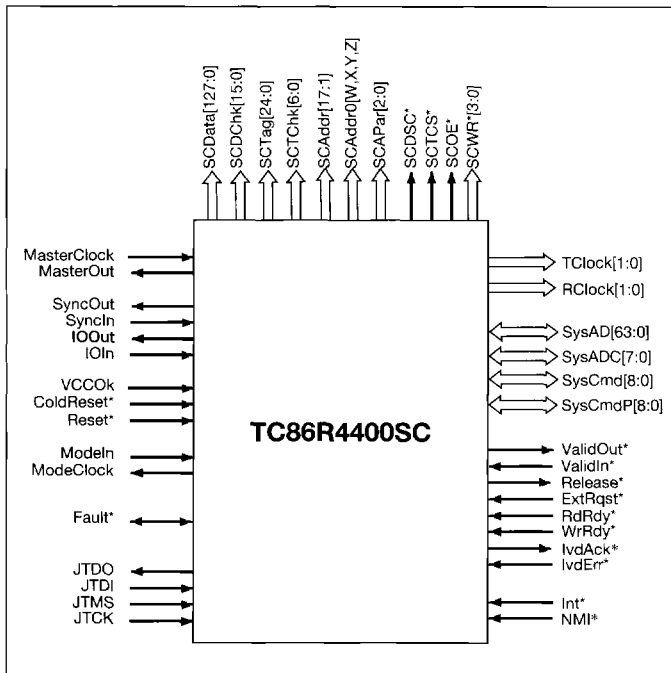 SCData[127:0]
SCDChk[15:0]
SCTag[24:0]
SCTChk[6:0]
SCAddr[17:1]
SCAddr0[W,X,Y,Z]
SCAPar[2:0]
SCDSC*
SCTCS*
SCOE*
SCWR*[3:0]
MasterClock
MasterOut
SyncOut
SyncIn
IOOut
IOIn
VCCOk
ColdReset*
Reset*
ModeIn
ModeClock
Fault*
JTDO
JTDI
JTMS
JTCK
TC86R4400SC
TClock[1:0]
RClock[1:0]
SysAD[63:0]
SysADC[7:0]
SysCmd[8:0]
SysCmdP[8:0]
ValidOut*
ValidIn*
Release*
ExtRqst*
RdRdy*
WrRdy*
IvdAck*
IvdErr*
Int*
NMI*